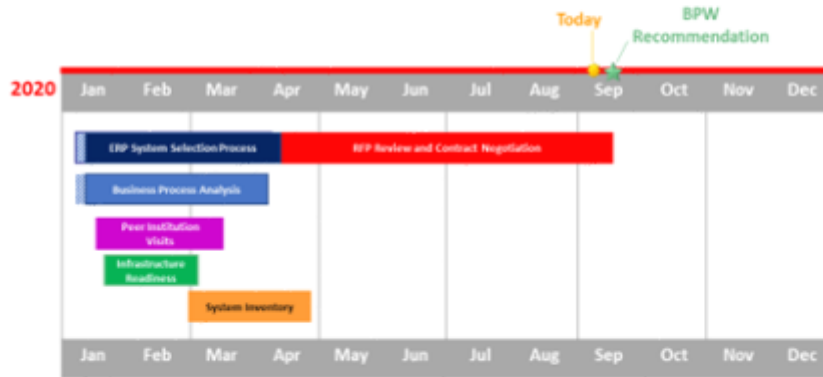 BPW
Today
Recommendation
2020 Jan Feb Mar Apr May Jun Jul Aug Sep Oct Nov Dec
ERP System Selection Process RFP Review and Contract Negotiation
Business Process Analysis
Peer Institution
Visits
Infrastructure
Readiness
System Inventory
Jan Feb Mar Apr May Jun Jul Aug Sep Oct Nov Dec